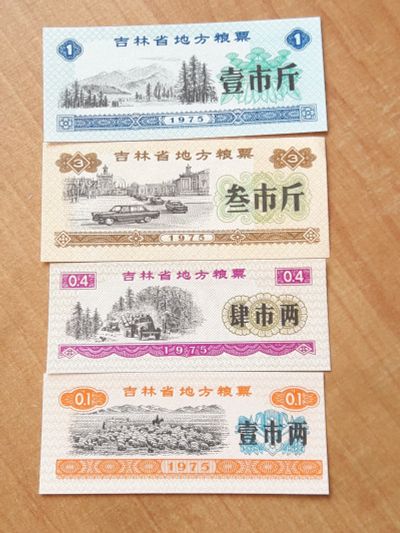 1 吉林省地方粮票 1
壹市斤
1975
3 吉林省地方粮票 3
叁市斤
1975
0.4 吉林省地方粮票 0.4
肆市两
1975
0.1 吉林省地方粮票 0.1
壹市两
1975